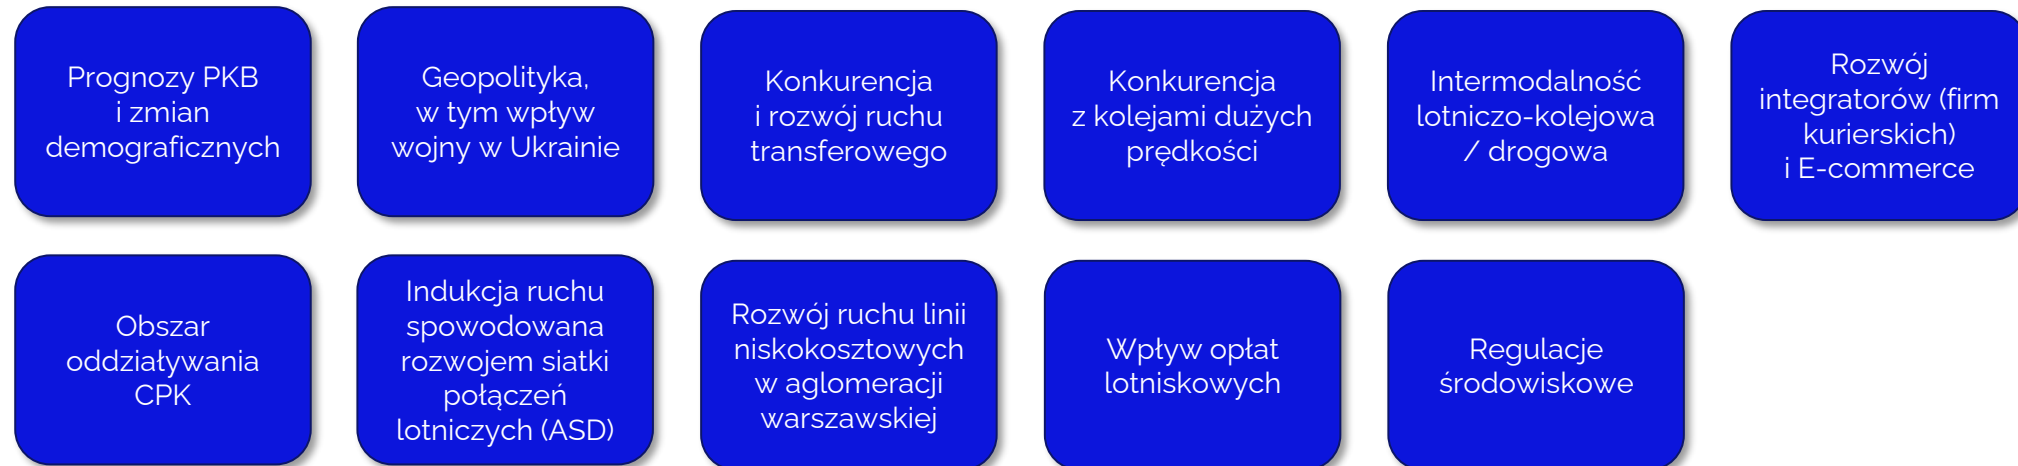 Prognozy PKB
i zmian
demograficznych
Geopolityka,
w tym wpływ
wojny w Ukrainie
Konkurencja
i rozwój ruchu
transferowego
Konkurencja
z kolejami dużych
prędkości
Intermodalność
lotniczo-kolejowa
/ drogowa
Rozwój
integratorów (firm
kurierskich)
i E-commerce
Obszar
oddziaływania
CPK
Indukcja ruchu
spowodowana
rozwojem siatki
połączeń
lotniczych (ASD)
Rozwój ruchu linii
niskokosztowych
w aglomeracji
warszawskiej
Wpływ opłat
lotniskowych
Regulacje
środowiskowe